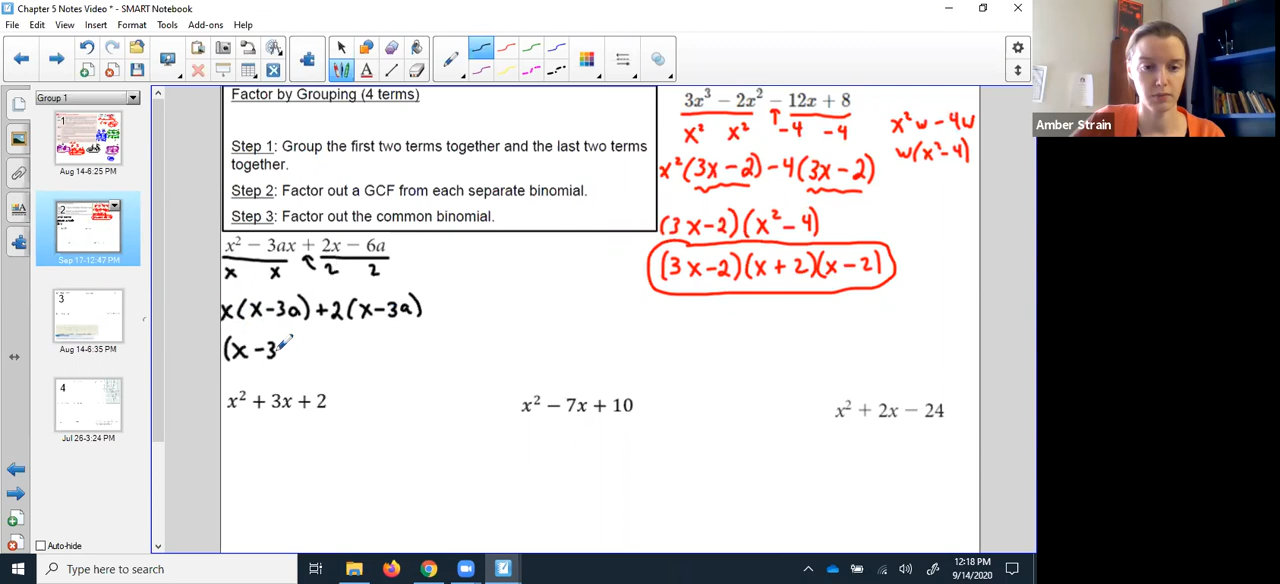 Chapter 5 Notes Video * - SMART Notebook
File Edit View Insert Format Tools Add-ons Help
Group 1
1
Aug 14-6:25 PM
2
Sep 17-12:47 PM
3
Aug 14-6:35 PM
4
Jul 26-3:24 PM
Auto-hide
Factor by Grouping (4 terms)
Step 1: Group the first two terms together and the last two terms
together.
Step 2: Factor out a GCF from each separate binomial.
Step 3: Factor out the common binomial.
x² − 3ax + 2x − 6a
x x 2 2
x(x−3a)+2(x−3a)
(x−3
3x³ − 2x² − 12x + 8
x² x² −4 −4
x²(3x−2)−4(3x−2)
(3x−2)(x²−4)
(3x−2)(x+2)(x−2)
x²w−4w
w(x²−4)
x² + 3x + 2
x² − 7x + 10
x² + 2x − 24
Amber Strain
Type here to search
12:18 PM
9/14/2020